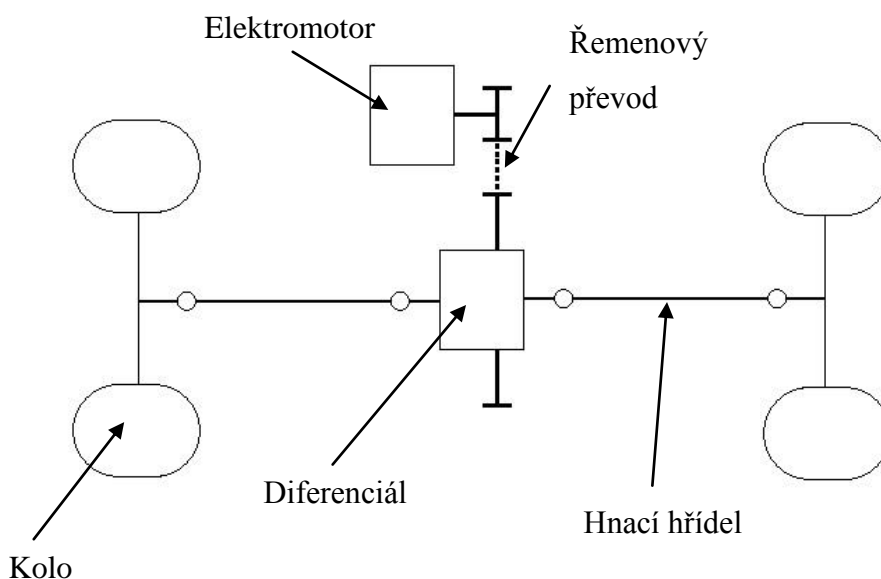 Elektromotor
Řemenový
převod
Diferenciál
Hnací hřídel
Kolo